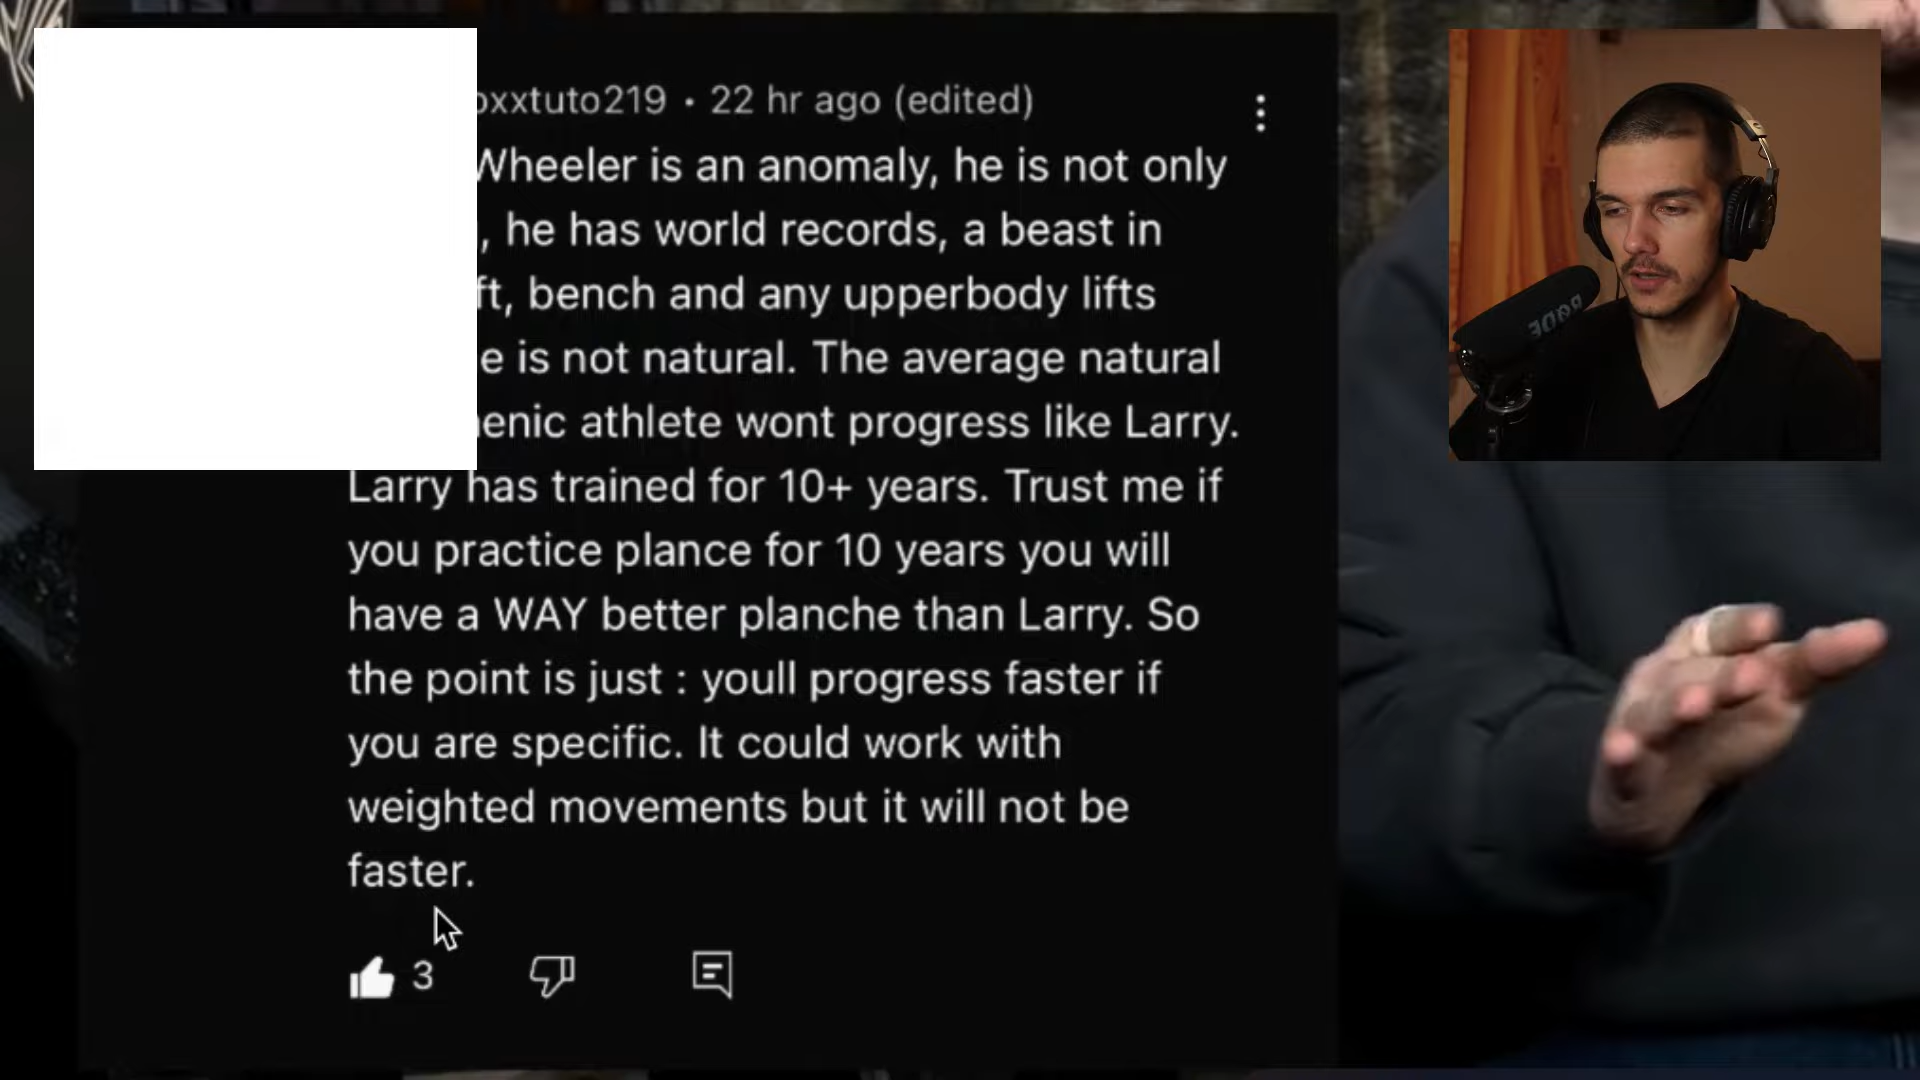 oxxtuto219 • 22 hr ago (edited)
Wheeler is an anomaly, he is not only
, he has world records, a beast in
, bench and any upperbody lifts
is not natural. The average natural
athlete wont progress like Larry.
Larry has trained for 10+ years. Trust me if
you practice plance for 10 years you will
have a WAY better planche than Larry. So
the point is just : youll progress faster if
you are specific. It could work with
weighted movements but it will not be
faster.
3
RØDE